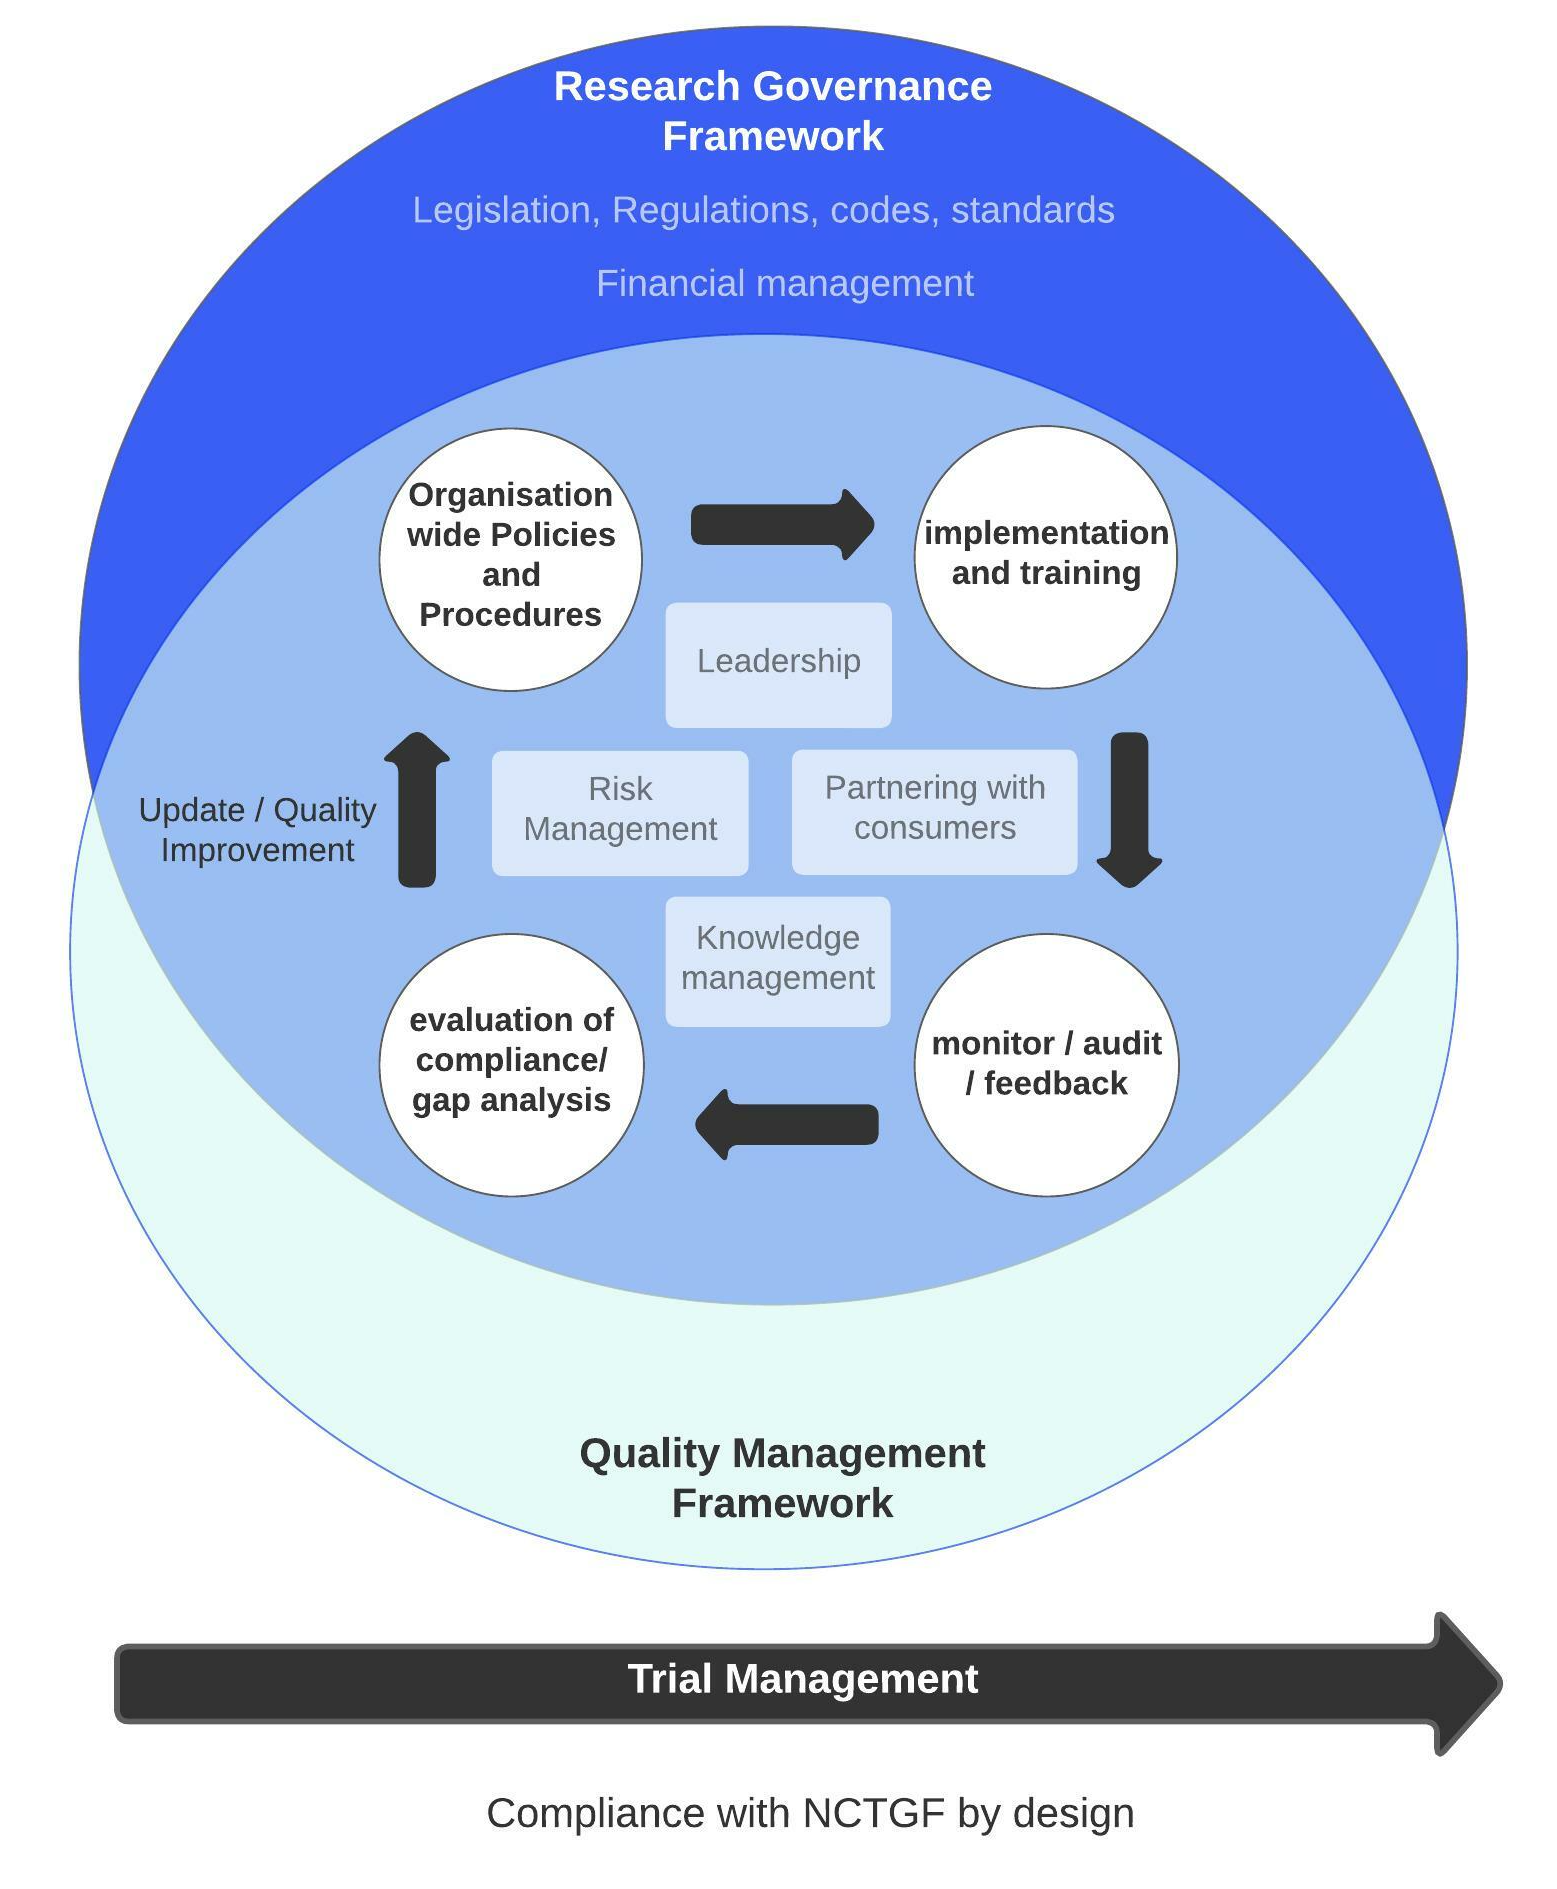 Research Governance
Framework
Legislation, Regulations, codes, standards
Financial management
Organisation
wide Policies
and
Procedures
implementation
and training
Leadership
Risk
Management
Partnering with
consumers
Update / Quality
Improvement
Knowledge
management
evaluation of
compliance/
gap analysis
monitor / audit
/ feedback
Quality Management
Framework
Trial Management
Compliance with NCTGF by design